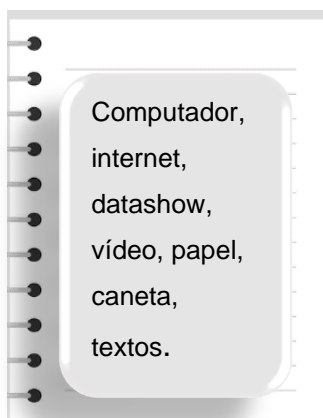 Computador,
internet,
datashow,
vídeo, papel,
caneta,
textos.